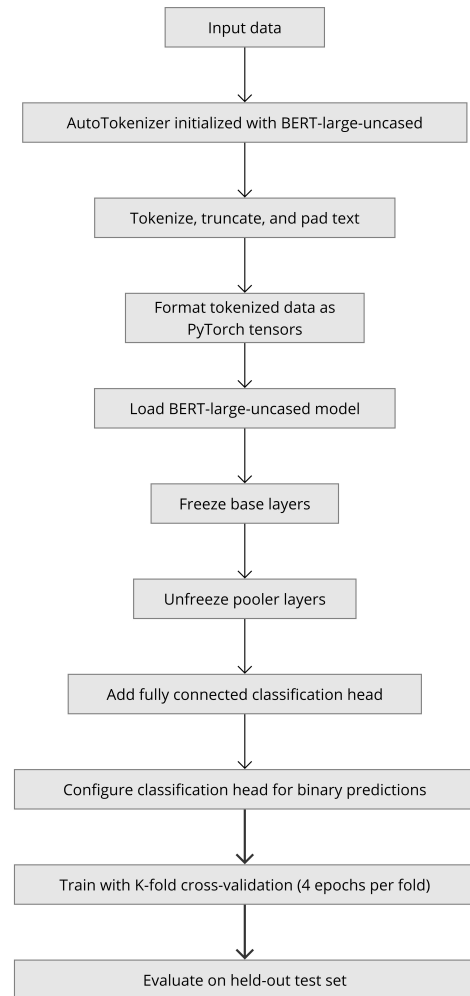 Input data
AutoTokenizer initialized with BERT-large-uncased
Tokenize, truncate, and pad text
Format tokenized data as
PyTorch tensors
Load BERT-large-uncased model
Freeze base layers
Unfreeze pooler layers
Add fully connected classification head
Configure classification head for binary predictions
Train with K-fold cross-validation (4 epochs per fold)
Evaluate on held-out test set